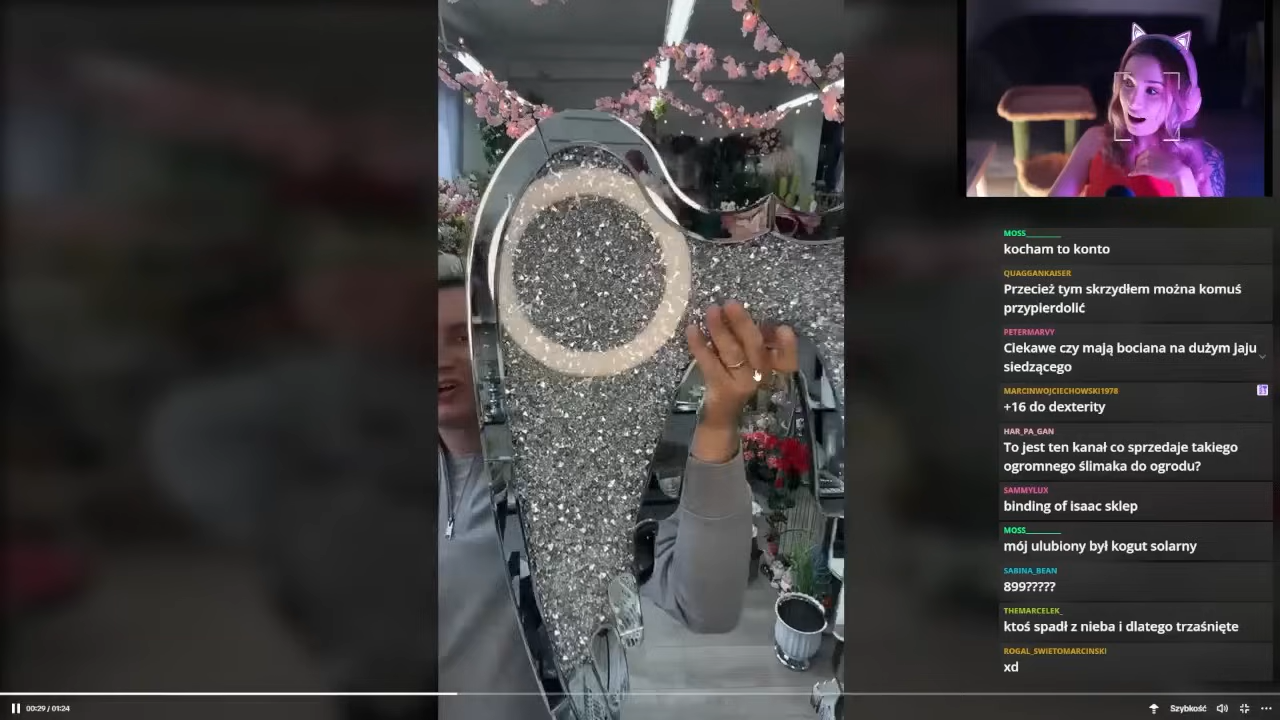 MOSS_________
kocham to konto
QUAGGANKAISER
Przecież tym skrzydłem można komuś
przypierdolić
PETERMARVY
Ciekawe czy mają bociana na dużym jaju
siedzącego
MARCINWOJCIECHOWSKI1978
+16 do dexterity
HAR_PA_GAN
To jest ten kanał co sprzedaje takiego
ogromnego ślimaka do ogrodu?
SAMMYLUX
binding of isaac sklep
MOSS_________
mój ulubiony był kogut solarny
SABINA_BEAN
899?????
THEMARCELEK_
ktoś spadł z nieba i dlatego trzaśnięte
ROGAL_SWIETOMARCINSKI
xd
00:29 / 01:24
Szybkość